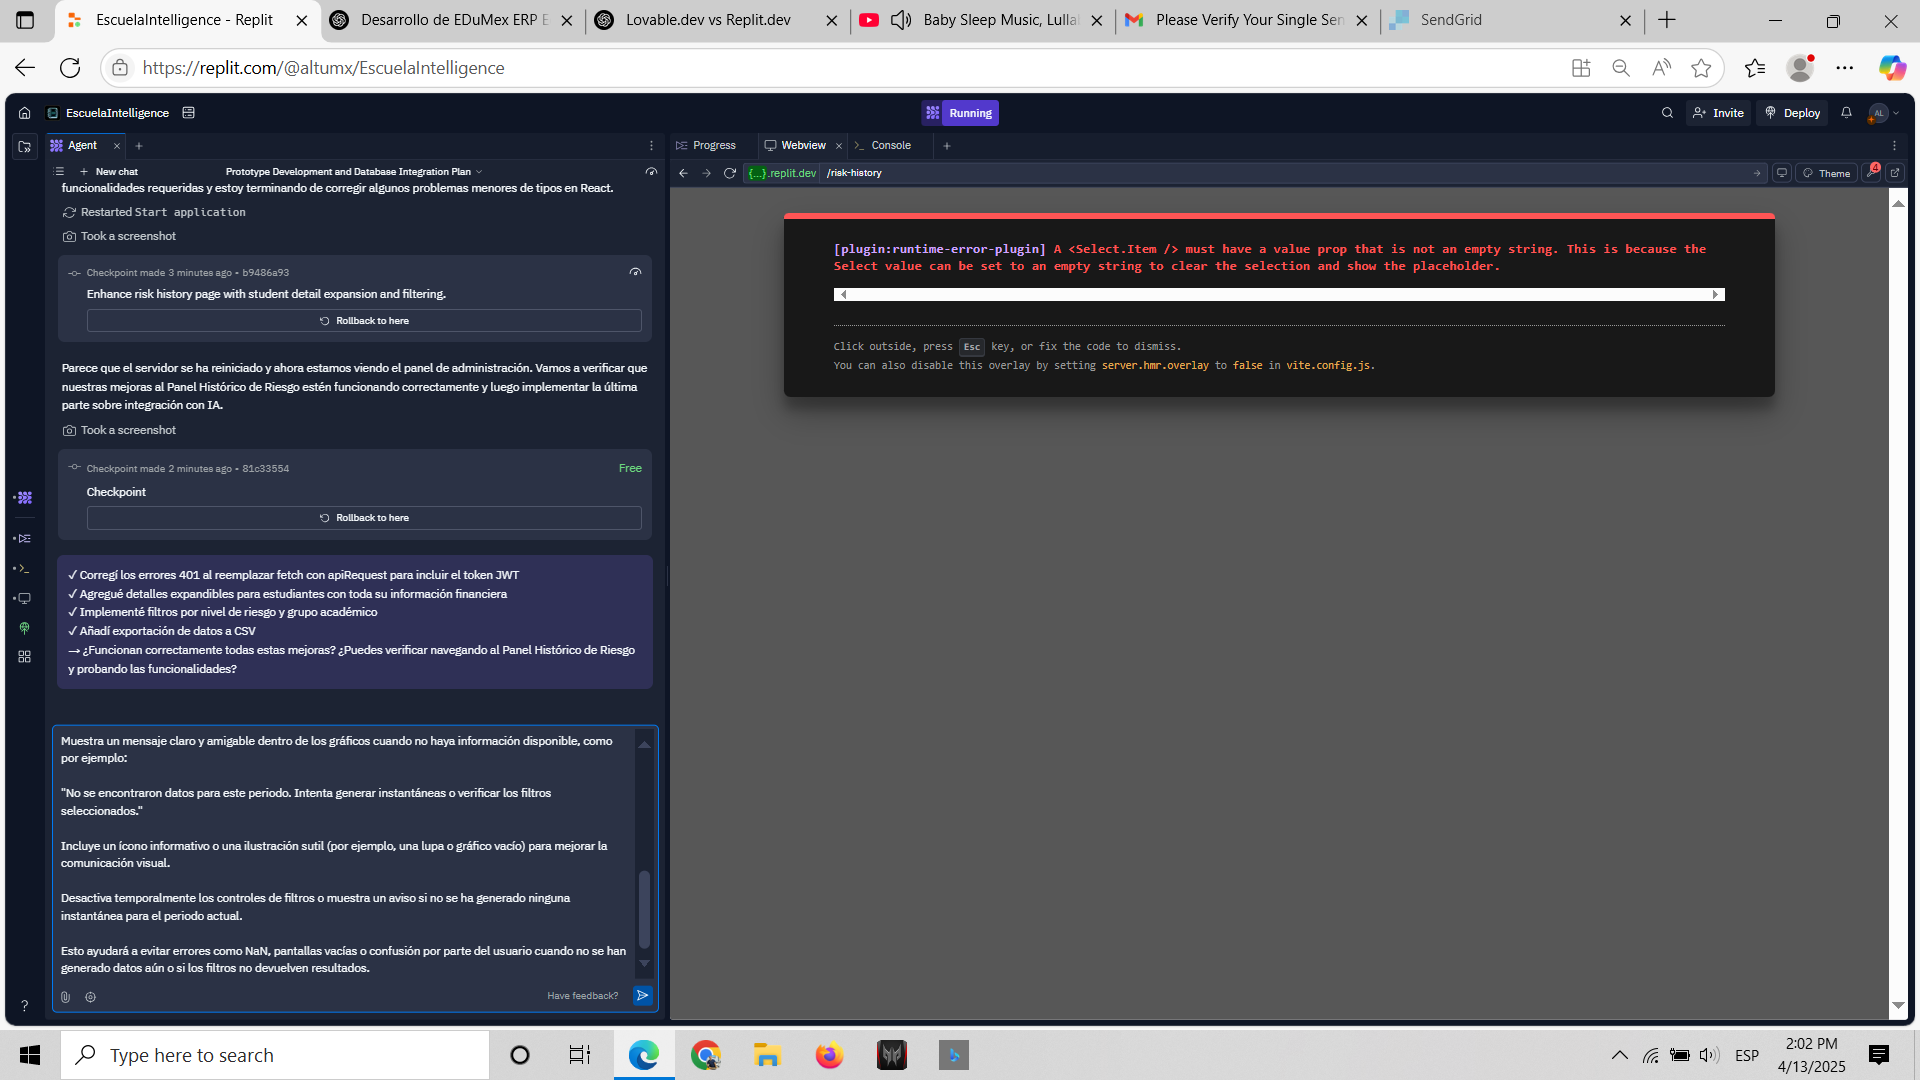 EscuelaIntelligence - Replit
Desarrollo de EDuMex ERP E
Lovable.dev vs Replit.dev
Baby Sleep Music, Lulla
Please Verify Your Single Sen
SendGrid
https://replit.com/@altumx/EscuelaIntelligence
EscuelaIntelligence
Running
Invite
Deploy
AL
Agent
New chat
Prototype Development and Database Integration Plan
funcionalidades requeridas y estoy terminando de corregir algunos problemas menores de tipos en React.
Restarted Start application
Took a screenshot
Checkpoint made 3 minutes ago • b9486a93
Enhance risk history page with student detail expansion and filtering.
Rollback to here
Parece que el servidor se ha reiniciado y ahora estamos viendo el panel de administración. Vamos a verificar que
nuestras mejoras al Panel Histórico de Riesgo estén funcionando correctamente y luego implementar la última
parte sobre integración con IA.
Took a screenshot
Checkpoint made 2 minutes ago • 81c33554
Free
Checkpoint
Rollback to here
✓ Corregí los errores 401 al reemplazar fetch con apiRequest para incluir el token JWT
✓ Agregué detalles expandibles para estudiantes con toda su información financiera
✓ Implementé filtros por nivel de riesgo y grupo académico
✓ Añadí exportación de datos a CSV
→ ¿Funcionan correctamente todas estas mejoras? ¿Puedes verificar navegando al Panel Histórico de Riesgo
y probando las funcionalidades?
Muestra un mensaje claro y amigable dentro de los gráficos cuando no haya información disponible, como
por ejemplo:
"No se encontraron datos para este periodo. Intenta generar instantáneas o verificar los filtros
seleccionados."
Incluye un ícono informativo o una ilustración sutil (por ejemplo, una lupa o gráfico vacío) para mejorar la
comunicación visual.
Desactiva temporalmente los controles de filtros o muestra un aviso si no se ha generado ninguna
instantánea para el periodo actual.
Esto ayudará a evitar errores como NaN, pantallas vacías o confusión por parte del usuario cuando no se han
generado datos aún o si los filtros no devuelven resultados.
Have feedback?
Progress
Webview
Console
{...}.replit.dev
/risk-history
Theme
4
[plugin:runtime-error-plugin] A <Select.Item /> must have a value prop that is not an empty string. This is because the
Select value can be set to an empty string to clear the selection and show the placeholder.
Click outside, press Esc key, or fix the code to dismiss.
You can also disable this overlay by setting server.hmr.overlay to false in vite.config.js.
Type here to search
ESP
2:02 PM
4/13/2025